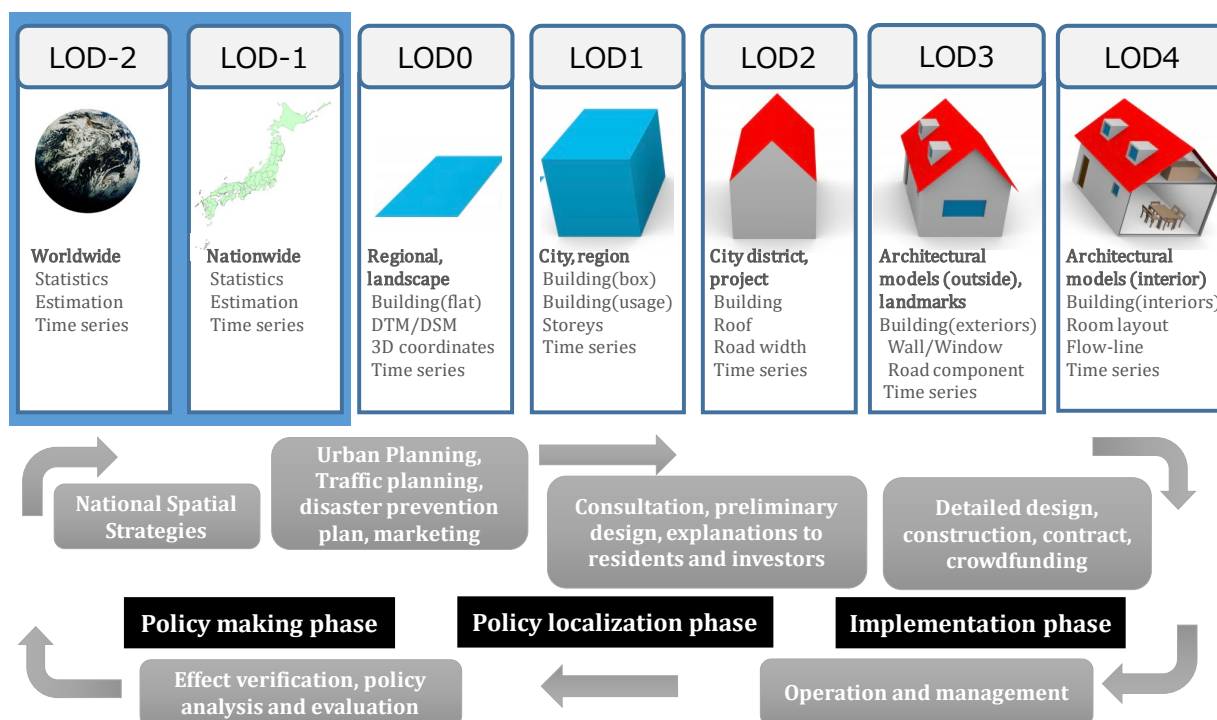 LOD-2
LOD-1
LOD0
LOD1
LOD2
LOD3
LOD4
Worldwide
Statistics
Estimation
Time series
Nationwide
Statistics
Estimation
Time series
Regional,
landscape
Building(flat)
DTM/DSM
3D coordinates
Time series
City, region
Building(box)
Building(usage)
Storeys
Time series
City district,
project
Building
Roof
Road width
Time series
Architectural
models (outside),
landmarks
Building(exteriors)
Wall/Window
Road component
Time series
Architectural
models (interior)
Building(interiors)
Room layout
Flow-line
Time series
National Spatial
Strategies
Urban Planning,
Traffic planning,
disaster prevention
plan, marketing
Consultation, preliminary
design, explanations to
residents and investors
Detailed design,
construction, contract,
crowdfunding
Policy making phase
Policy localization phase
Implementation phase
Effect verification, policy
analysis and evaluation
Operation and management